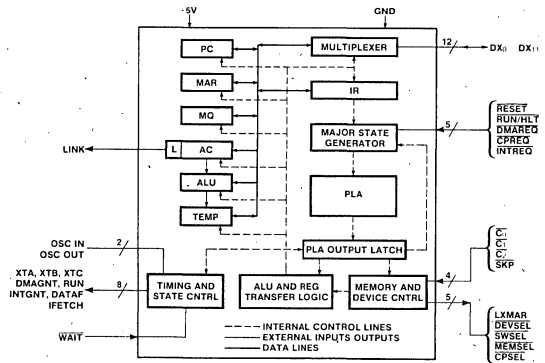 5V
GND
PC
MULTIPLEXER
12
DX0 DX11
MAR
IR
RESET
RUN/HLT
DMAREQ
CPREQ
INTREQ
5
MQ
MAJOR STATE
GENERATOR
LINK
L
AC
ALU
PLA
TEMP
OSC IN
OSC OUT
2
PLA OUTPUT LATCH
SKP
4
XTA, XTB, XTC
DMAGNT, RUN
INTGNT, DATAF
IFETCH
8
TIMING AND
STATE CNTRL
ALU AND REG
TRANSFER LOGIC
MEMORY AND
DEVICE CNTRL
5
LXMAR
DEVSEL
SWSEL
MEMSEL
CPSEL
WAIT
INTERNAL CONTROL LINES
EXTERNAL INPUTS OUTPUTS
DATA LINES